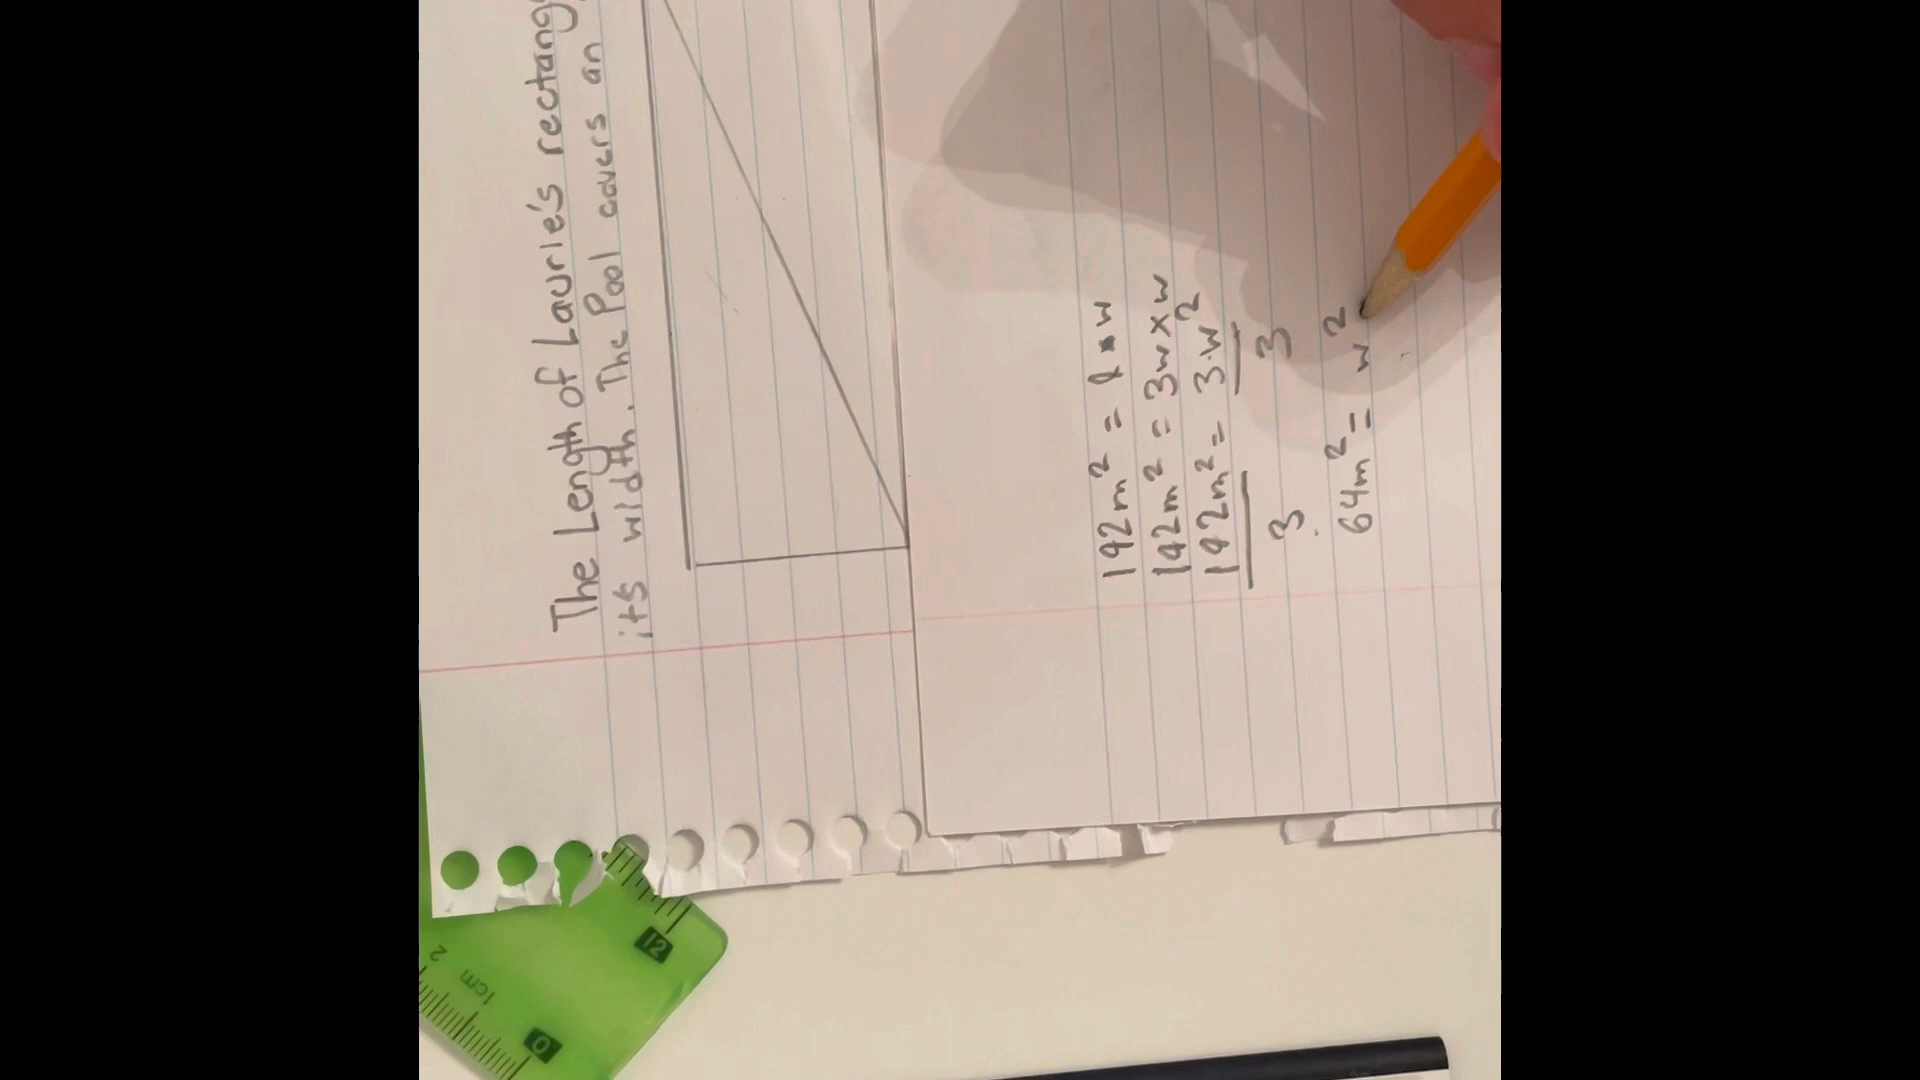 The Length of Laurie's rectang
its width. The Pool covers an
192m² = l × w
192m² = 3w × w
192m² = 3·w²
3 3
64m² = w²
12
2
1cm
0